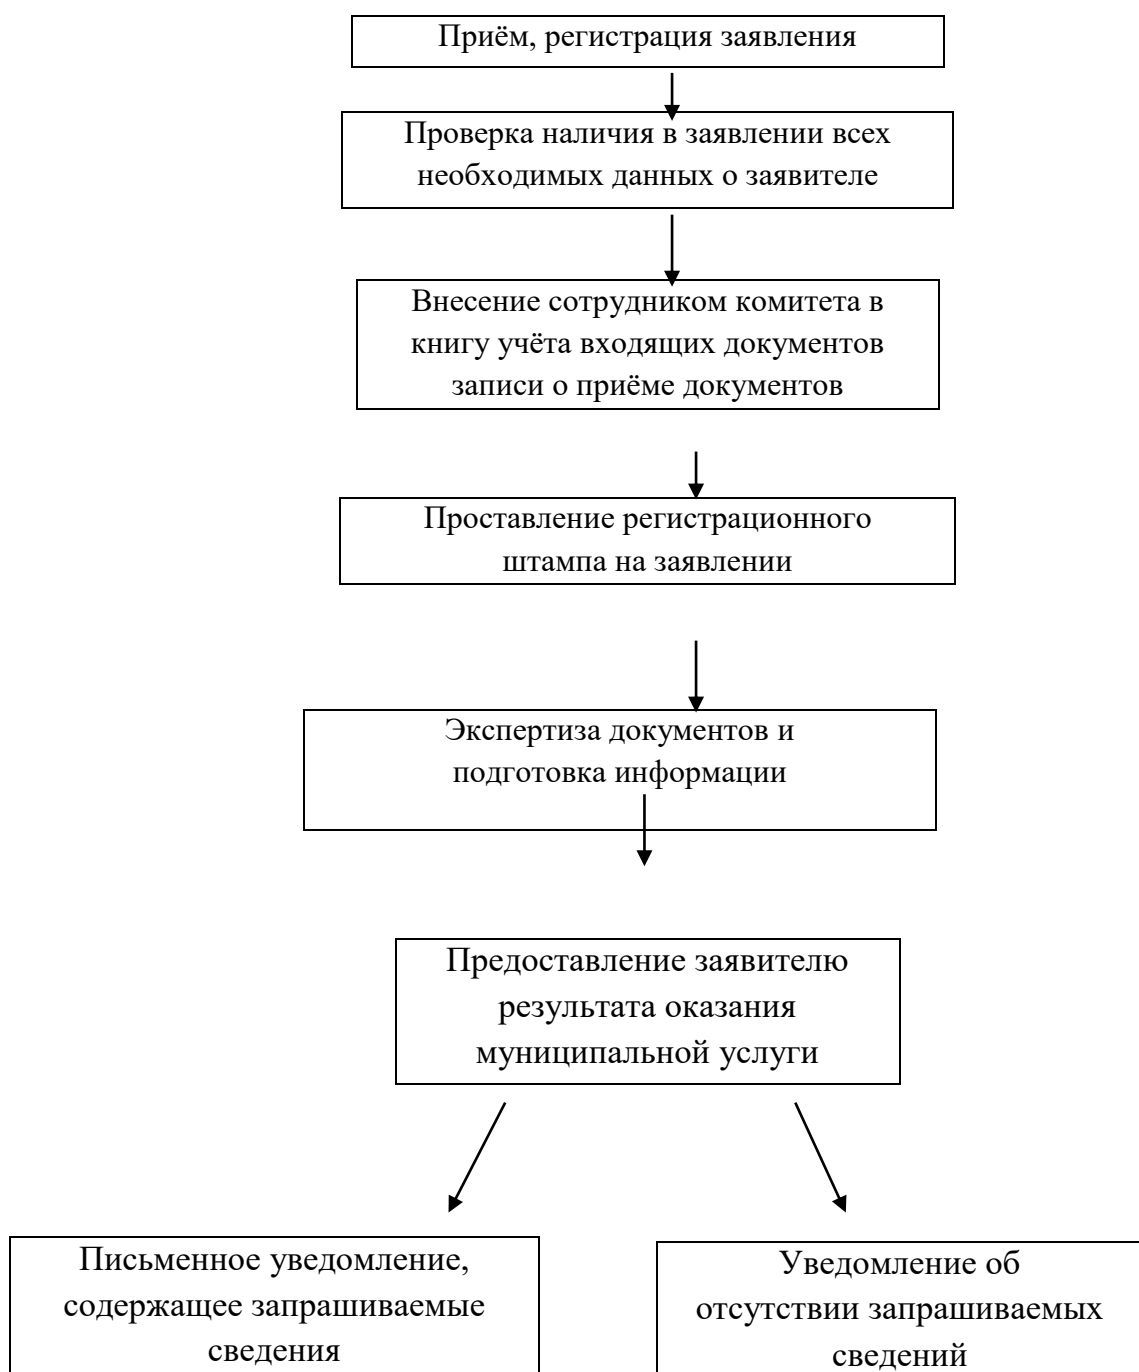 Приём, регистрация заявления
Проверка наличия в заявлении всех
необходимых данных о заявителе
Внесение сотрудником комитета в
книгу учёта входящих документов
записи о приёме документов
Проставление регистрационного
штампа на заявлении
Экспертиза документов и
подготовка информации
Предоставление заявителю
результата оказания
муниципальной услуги
Письменное уведомление,
содержащее запрашиваемые
сведения
Уведомление об
отсутствии запрашиваемых
сведений